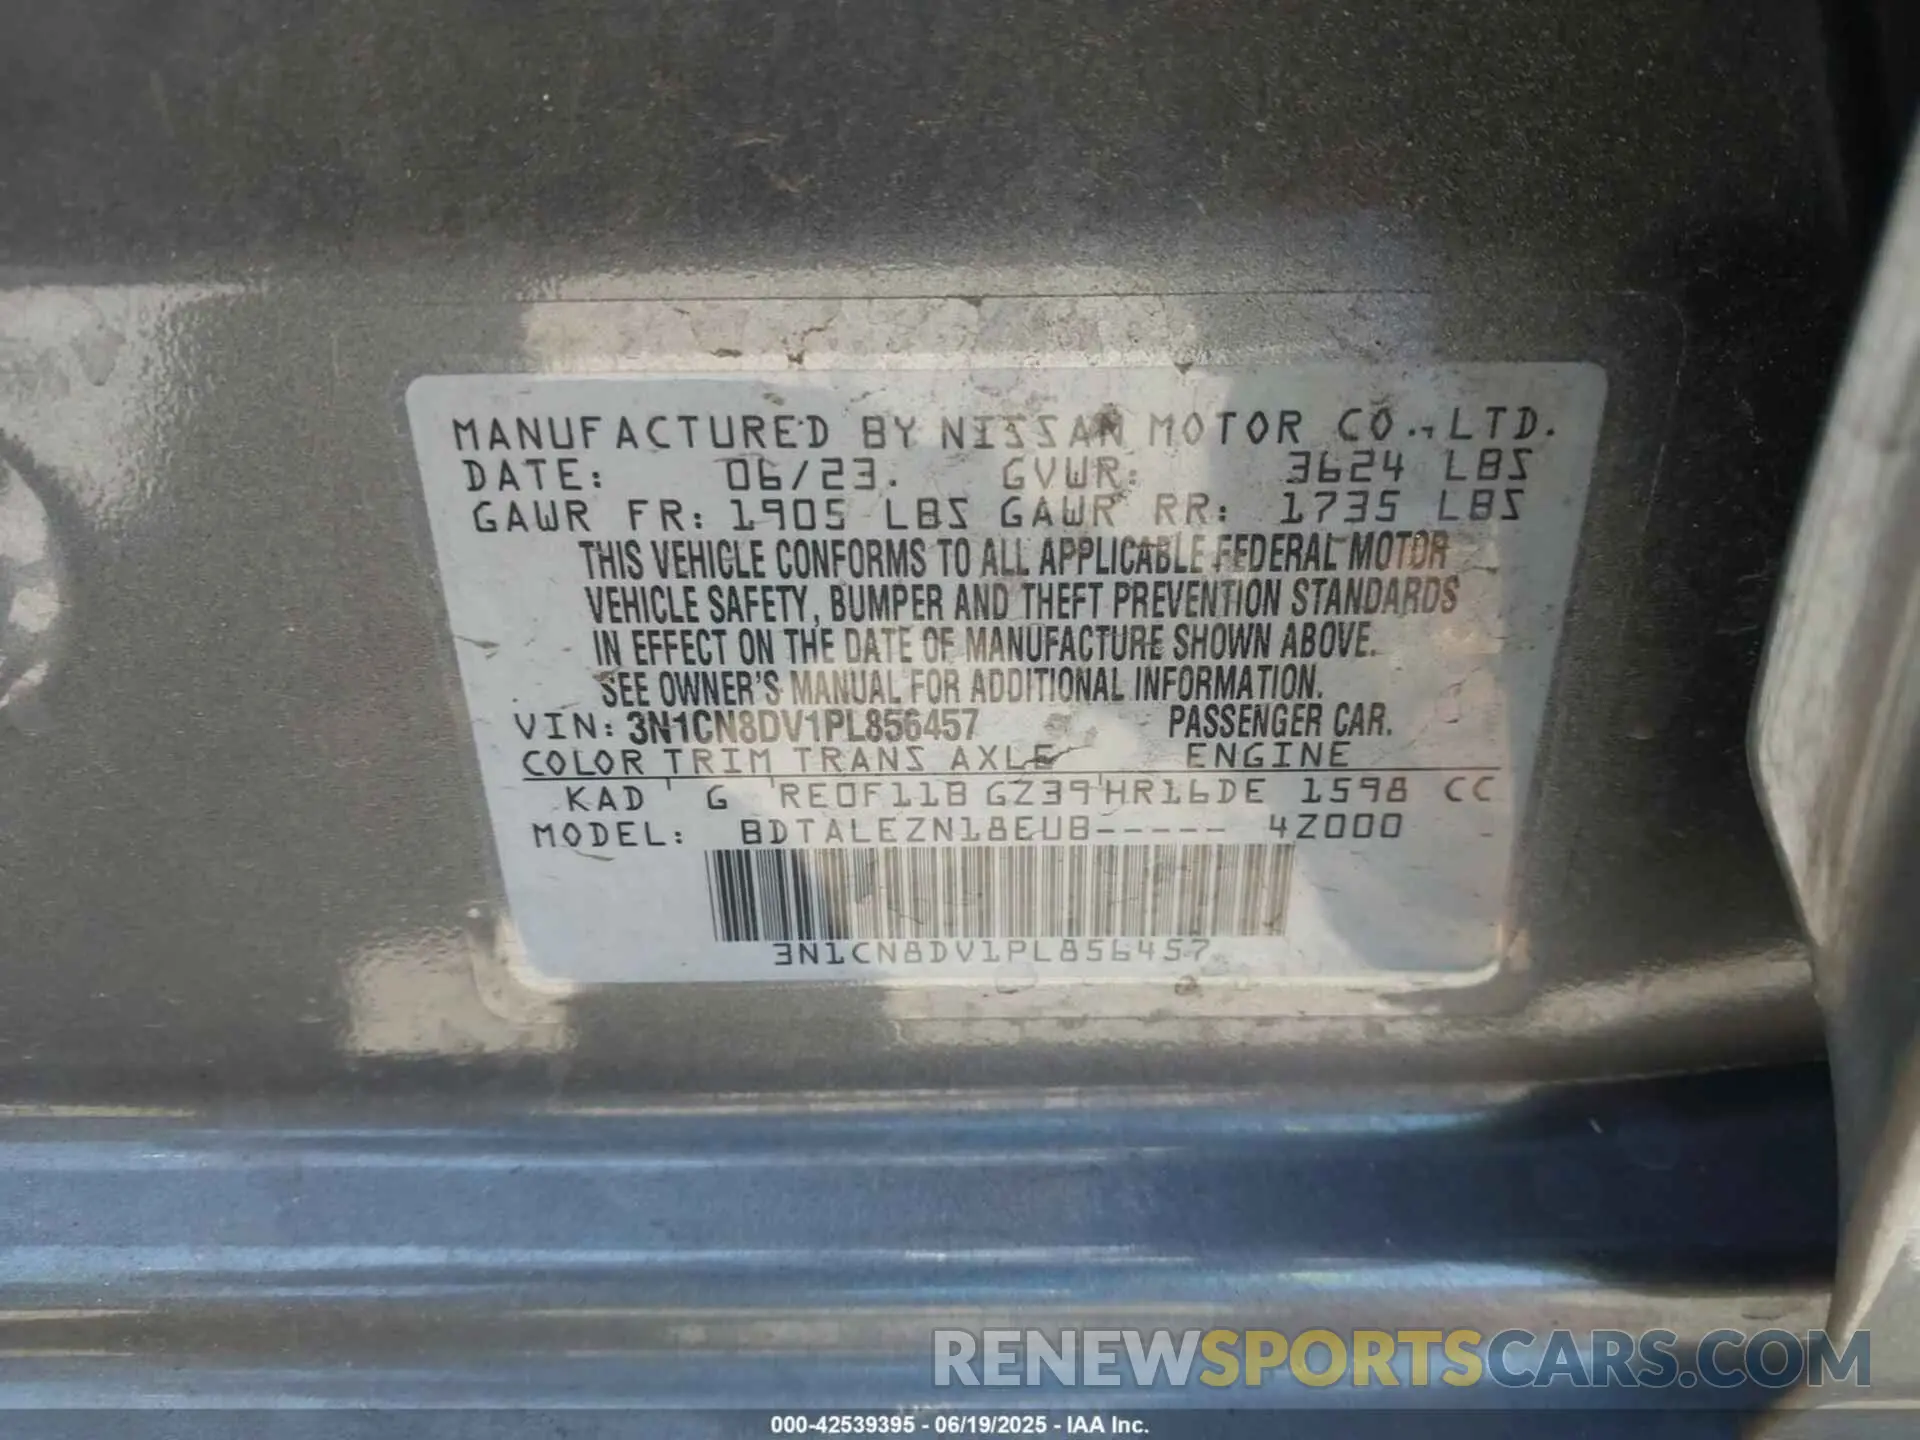 MANUFACTURED BY NISSAN MOTOR CO., LTD.
DATE: 06/23. GVWR: 3624 LBS
GAWR FR: 1905 LBS GAWR RR: 1735 LBS
THIS VEHICLE CONFORMS TO ALL APPLICABLE FEDERAL MOTOR
VEHICLE SAFETY, BUMPER AND THEFT PREVENTION STANDARDS
IN EFFECT ON THE DATE OF MANUFACTURE SHOWN ABOVE.
SEE OWNER'S MANUAL FOR ADDITIONAL INFORMATION.
VIN: 3N1CN8DV1PL856457 PASSENGER CAR.
COLOR TRIM TRANS AXLE ENGINE
KAD G RE0F11B GZ39 HR16DE 1598 CC
MODEL: BDTALEZN18EUB----- 4Z000 -
3N1CN8DV1PL856457
RENEWSPORTSCARS.COM
000-42539395 - 06/19/2025 - IAA Inc.